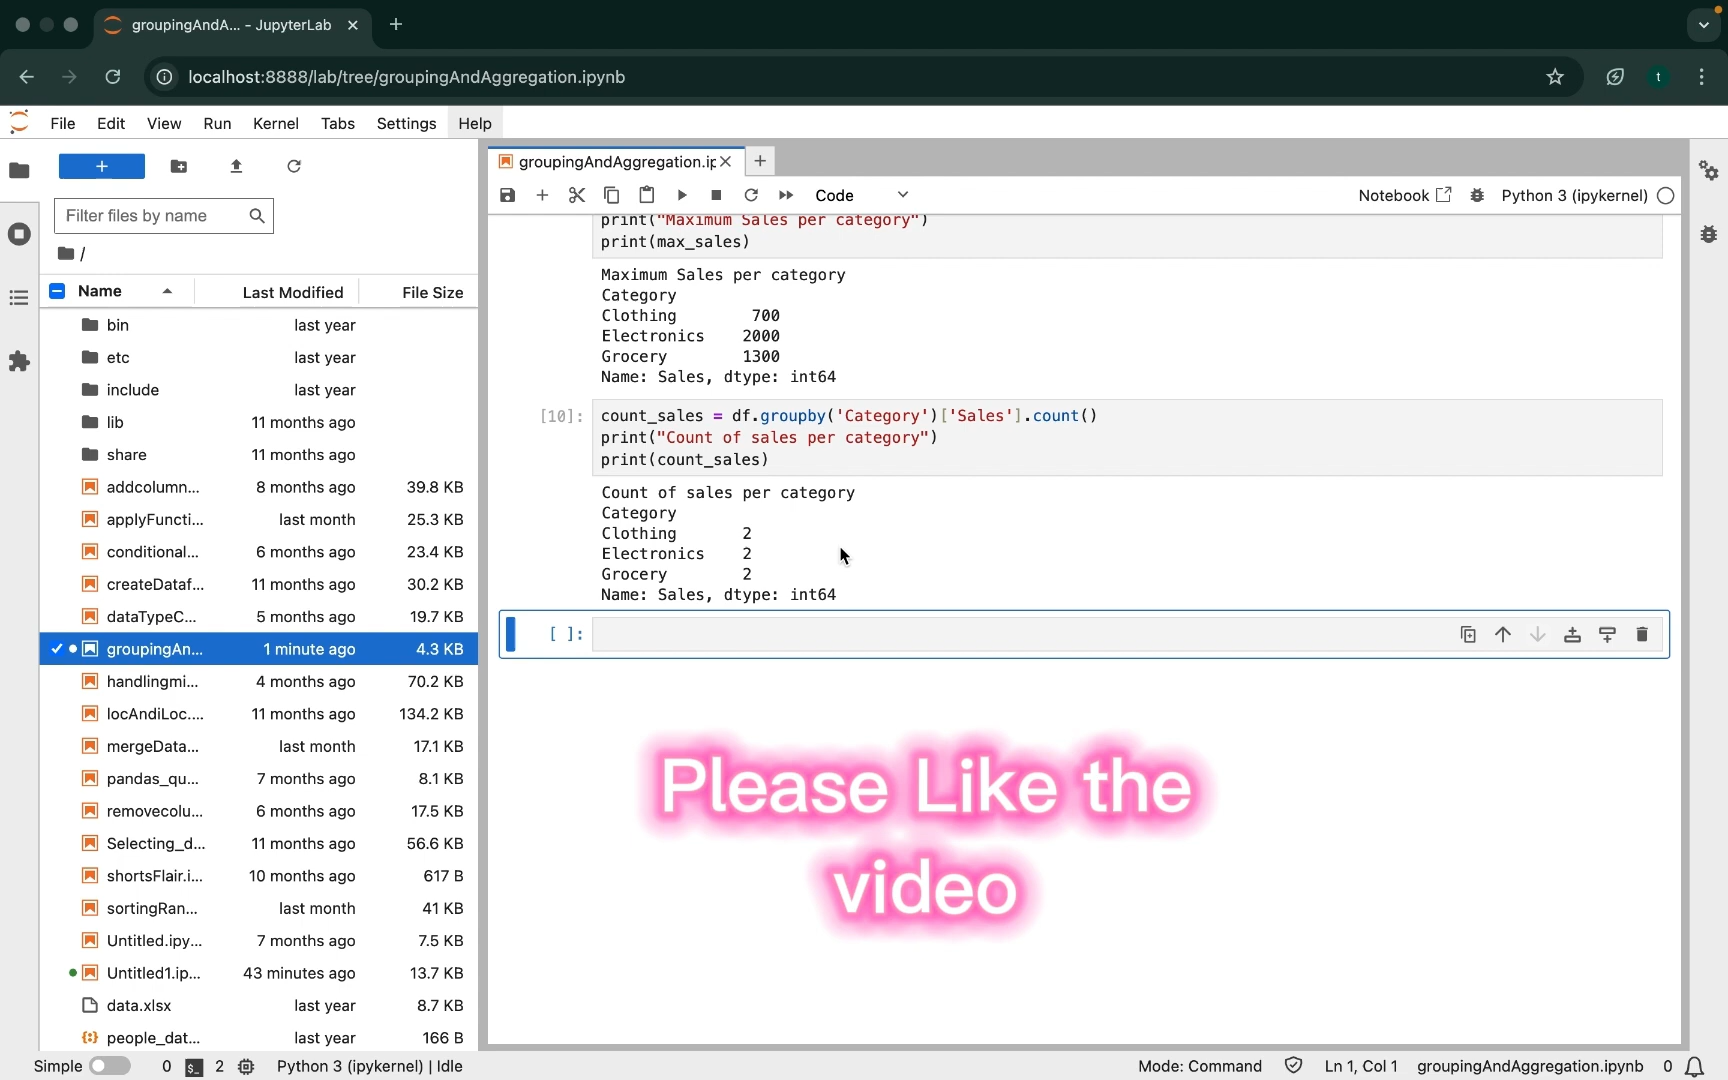 groupingAndA... - JupyterLab
localhost:8888/lab/tree/groupingAndAggregation.ipynb
t
File Edit View Run Kernel Tabs Settings Help
+
Filter files by name
/
Name Last Modified File Size
bin last year
etc last year
include last year
lib 11 months ago
share 11 months ago
addcolumn... 8 months ago 39.8 KB
applyFuncti... last month 25.3 KB
conditional... 6 months ago 23.4 KB
createDataf... 11 months ago 30.2 KB
dataTypeC... 5 months ago 19.7 KB
groupingAn... 1 minute ago 4.3 KB
handlingmi... 4 months ago 70.2 KB
locAndiLoc.... 11 months ago 134.2 KB
mergeData... last month 17.1 KB
pandas_qu... 7 months ago 8.1 KB
removecolu... 6 months ago 17.5 KB
Selecting_d... 11 months ago 56.6 KB
shortsFlair.i... 10 months ago 617 B
sortingRan... last month 41 KB
Untitled.ipy... 7 months ago 7.5 KB
Untitled1.ip... 43 minutes ago 13.7 KB
data.xlsx last year 8.7 KB
people_dat... last year 166 B
groupingAndAggregation.ip
Code Notebook Python 3 (ipykernel)
print("Maximum Sales per category")
print(max_sales)
Maximum Sales per category
Category
Clothing 700
Electronics 2000
Grocery 1300
Name: Sales, dtype: int64
[10]: count_sales = df.groupby('Category')['Sales'].count()
print("Count of sales per category")
print(count_sales)
Count of sales per category
Category
Clothing 2
Electronics 2
Grocery 2
Name: Sales, dtype: int64
[ ]:
Please Like the
video
Simple 0 2 Python 3 (ipykernel) | Idle Mode: Command Ln 1, Col 1 groupingAndAggregation.ipynb 0